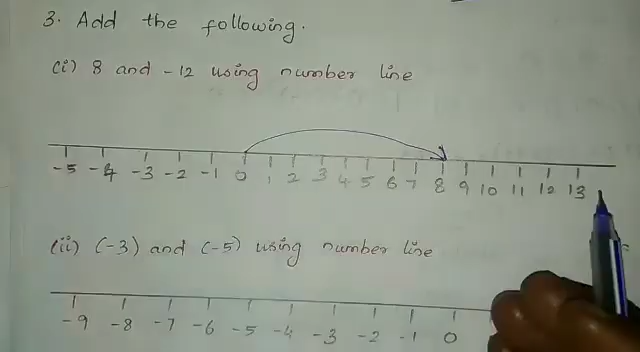 3. Add the following.
(i) 8 and -12 using number line
-5 -4 -3 -2 -1 0 1 2 3 4 5 6 7 8 9 10 11 12 13
(ii) (-3) and (-5) using number line
-9 -8 -7 -6 -5 -4 -3 -2 -1 0